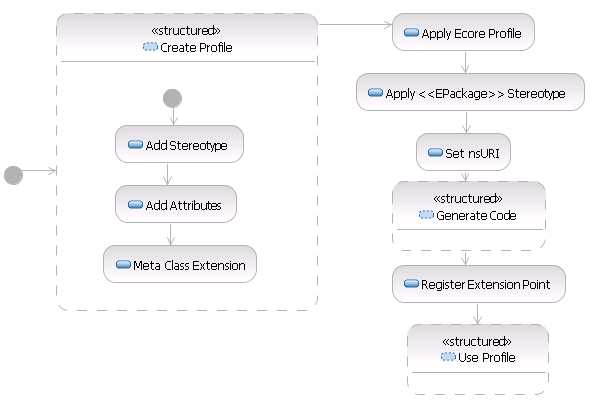 «structured»
Create Profile
Add Stereotype
Add Attributes
Meta Class Extension
Apply Ecore Profile
Apply <<EPackage>> Stereotype
Set nsURI
«structured»
Generate Code
Register Extension Point
«structured»
Use Profile